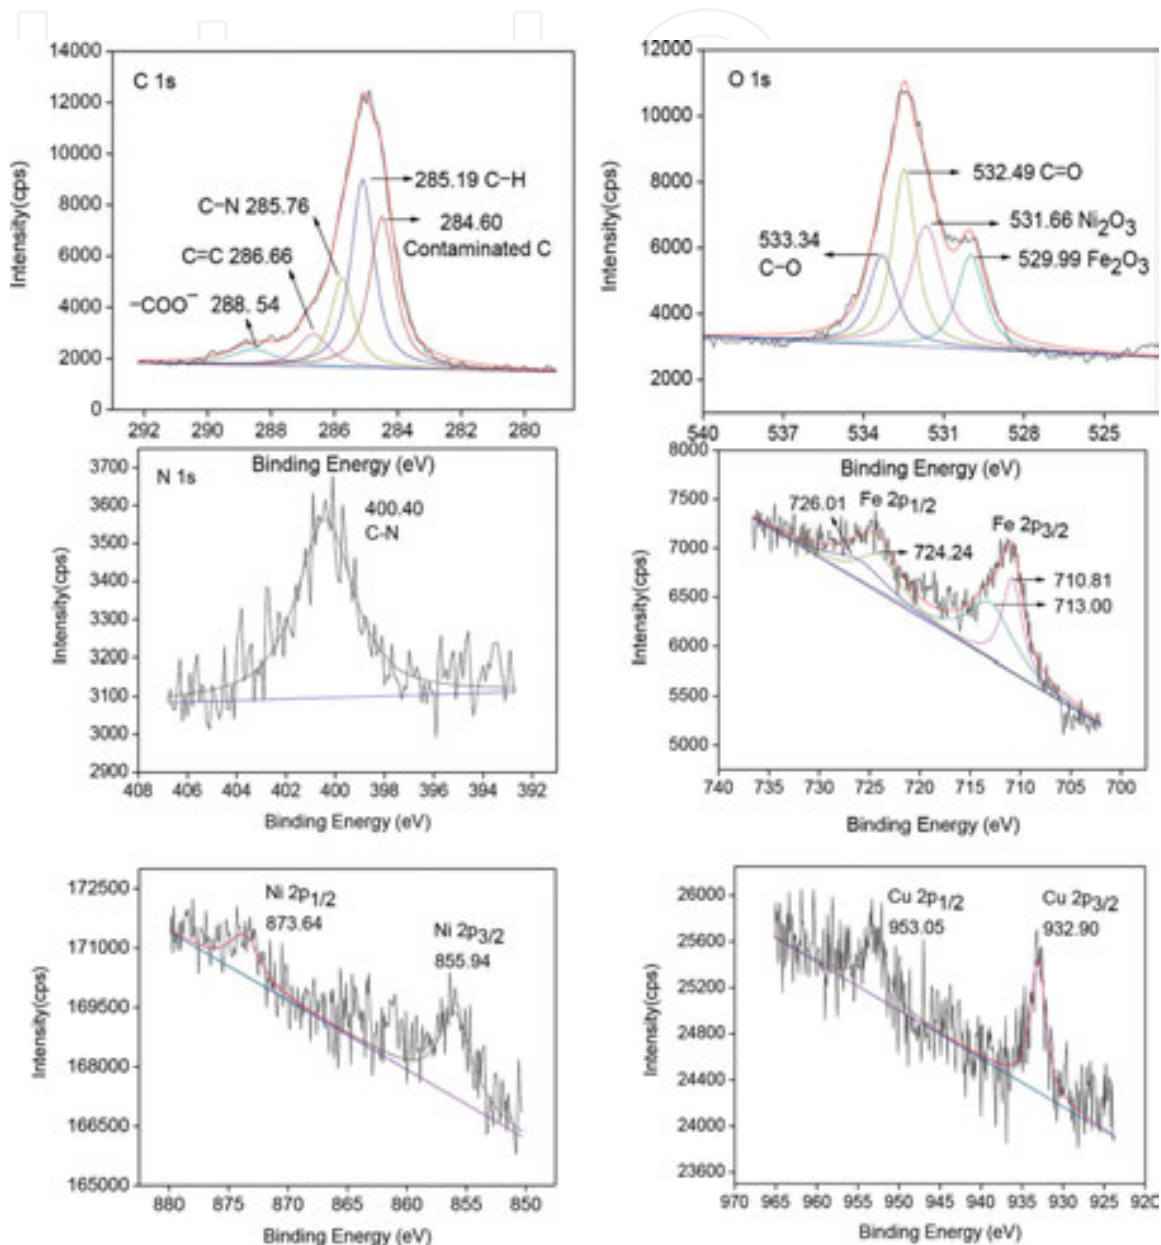 C 1s
14000
12000
10000
8000
6000
4000
2000
0
Intensity(cps)
285.19 C−H
C−N 285.76
284.60
Contaminated C
C=C 286.66
−COO⁻ 288. 54
292 290 288 286 284 282 280
Binding Energy (eV)
O 1s
12000
10000
8000
6000
4000
2000
Intensity(cps)
532.49 C=O
531.66 Ni₂O₃
533.34
C−O
529.99 Fe₂O₃
540 537 534 531 528 525
Binding Energy (eV)
N 1s
3700
3600
3500
3400
3300
3200
3100
3000
2900
Intensity(cps)
400.40
C-N
408 406 404 402 400 398 396 394 392
Binding Energy (eV)
8000
7500
7000
6500
6000
5500
5000
Intensity(cps)
726.01
Fe 2p₁/₂
Fe 2p₃/₂
724.24
710.81
713.00
740 735 730 725 720 715 710 705 700
Binding Energy (eV)
172500
171000
169500
168000
166500
165000
Intensity(cps)
Ni 2p₁/₂
873.64
Ni 2p₃/₂
855.94
880 875 870 865 860 855 850
Binding Energy (eV)
26000
25600
25200
24800
24400
24000
23600
Intensity(cps)
Cu 2p₁/₂
953.05
Cu 2p₃/₂
932.90
970 965 960 955 950 945 940 935 930 925 920
Binding Energy (eV)